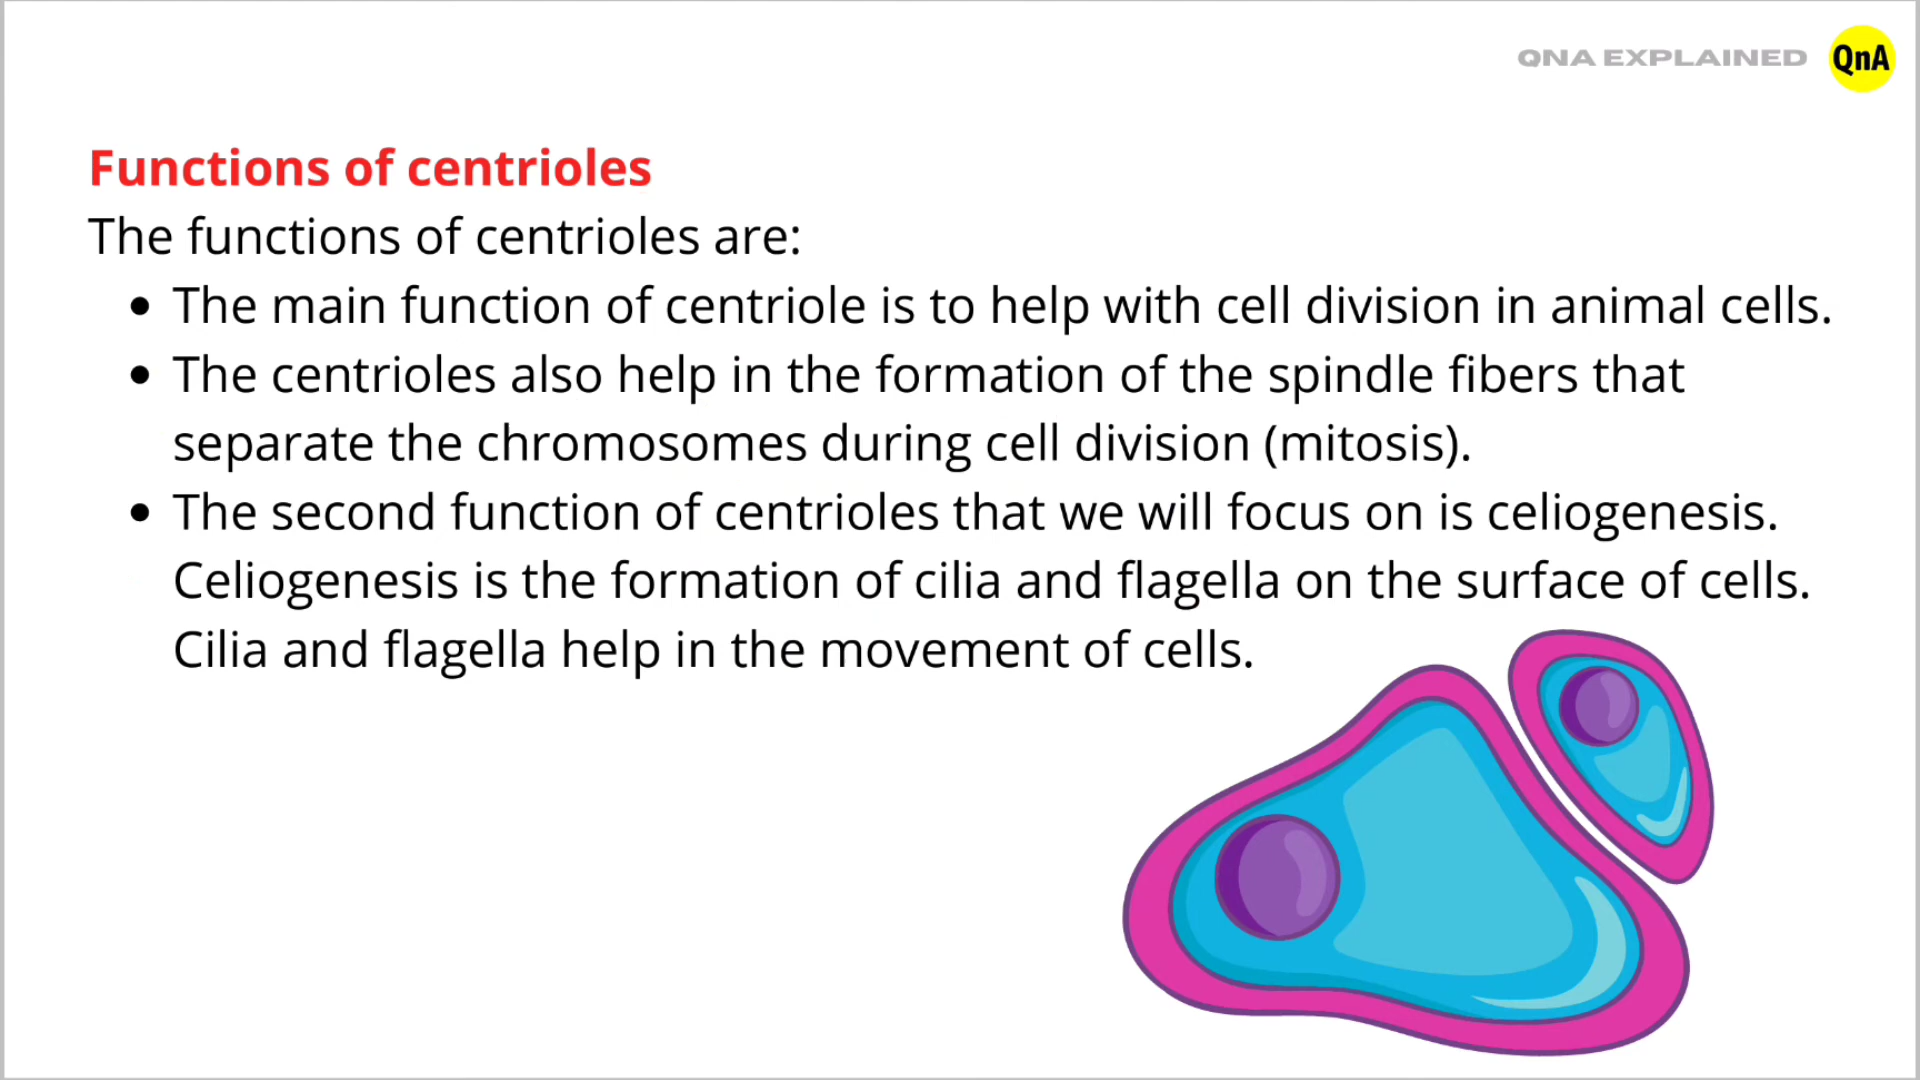 QNA EXPLAINED QnA
Functions of centrioles
The functions of centrioles are:
• The main function of centriole is to help with cell division in animal cells.
• The centrioles also help in the formation of the spindle fibers that
separate the chromosomes during cell division (mitosis).
• The second function of centrioles that we will focus on is celiogenesis.
Celiogenesis is the formation of cilia and flagella on the surface of cells.
Cilia and flagella help in the movement of cells.